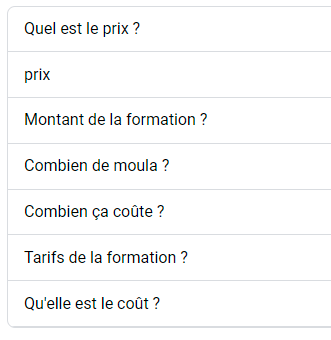 Quel est le prix ?
prix
Montant de la formation ?
Combien de moula ?
Combien ça coûte ?
Tarifs de la formation ?
Qu'elle est le coût ?